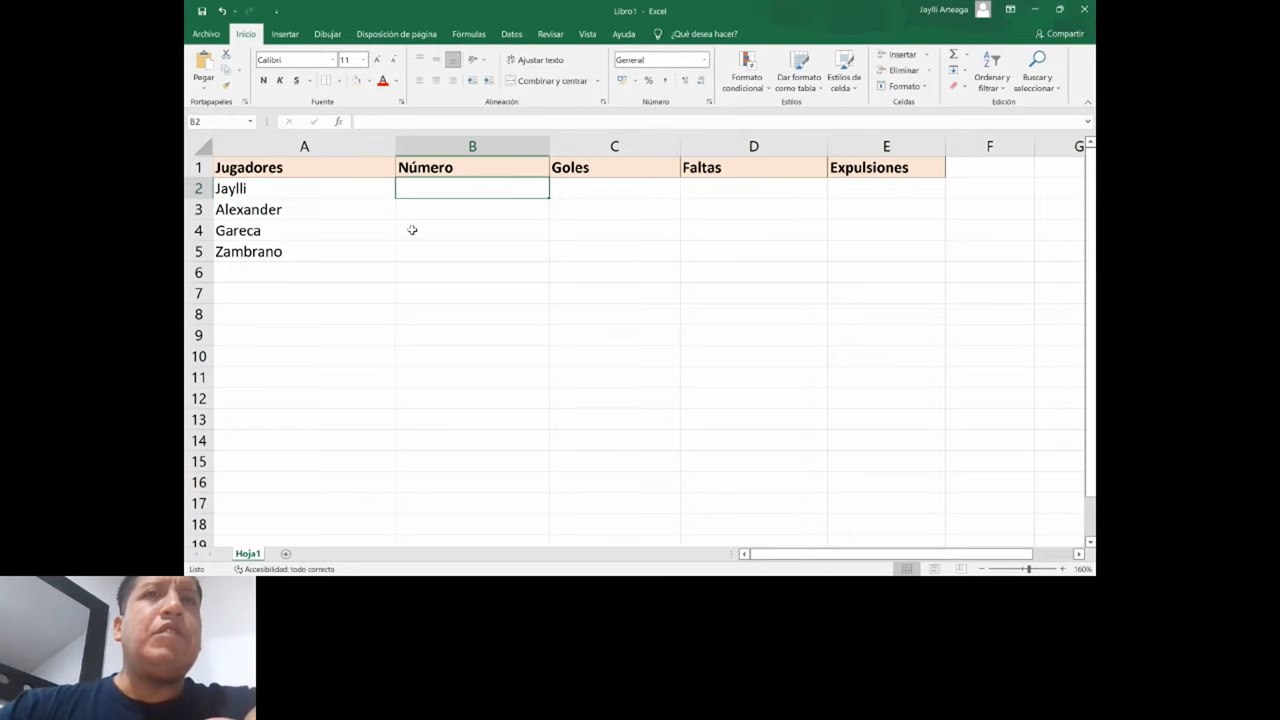 Libro1 - Excel
Jaylli Arteaga
Archivo Inicio Insertar Dibujar Disposición de página Fórmulas Datos Revisar Vista Ayuda ¿Qué desea hacer? Compartir
Pegar
Calibri 11
N K S
Ajustar texto
Combinar y centrar
General
%
Formato condicional
Dar formato como tabla
Estilos de celda
Insertar
Eliminar
Formato
Ordenar y filtrar
Buscar y seleccionar
Portapapeles Fuente Alineación Número Estilos Celdas Edición
B2 fx
A B C D E F G
1 Jugadores Número Goles Faltas Expulsiones
2 Jaylli
3 Alexander
4 Gareca
5 Zambrano
6
7
8
9
10
11
12
13
14
15
16
17
18
19
Hoja1
Listo Accesibilidad: todo correcto 160%